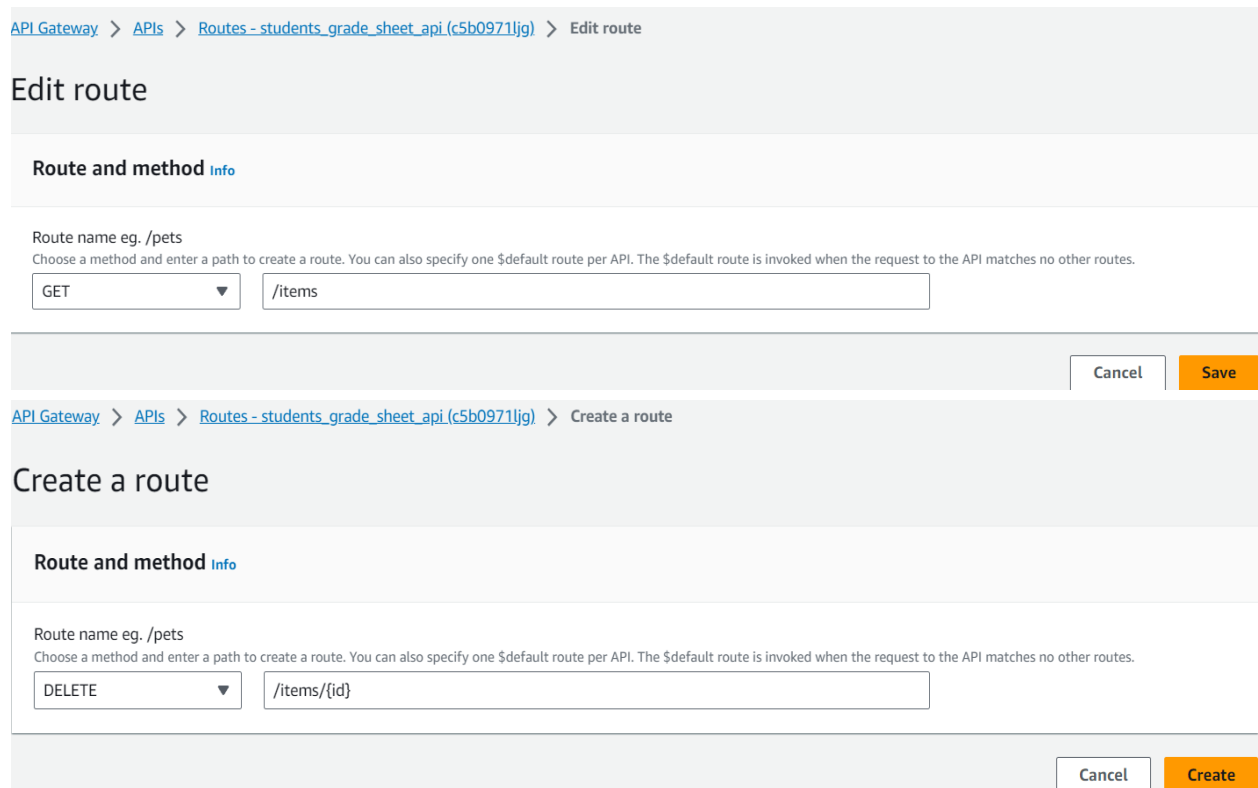 API Gateway > APIs > Routes - students_grade_sheet_api (c5b0971ljg) > Edit route
Edit route
Route and method Info
Route name eg. /pets
Choose a method and enter a path to create a route. You can also specify one $default route per API. The $default route is invoked when the request to the API matches no other routes.
GET /items
Cancel Save
API Gateway > APIs > Routes - students_grade_sheet_api (c5b0971ljg) > Create a route
Create a route
Route and method Info
Route name eg. /pets
Choose a method and enter a path to create a route. You can also specify one $default route per API. The $default route is invoked when the request to the API matches no other routes.
DELETE /items/{id}
Cancel Create